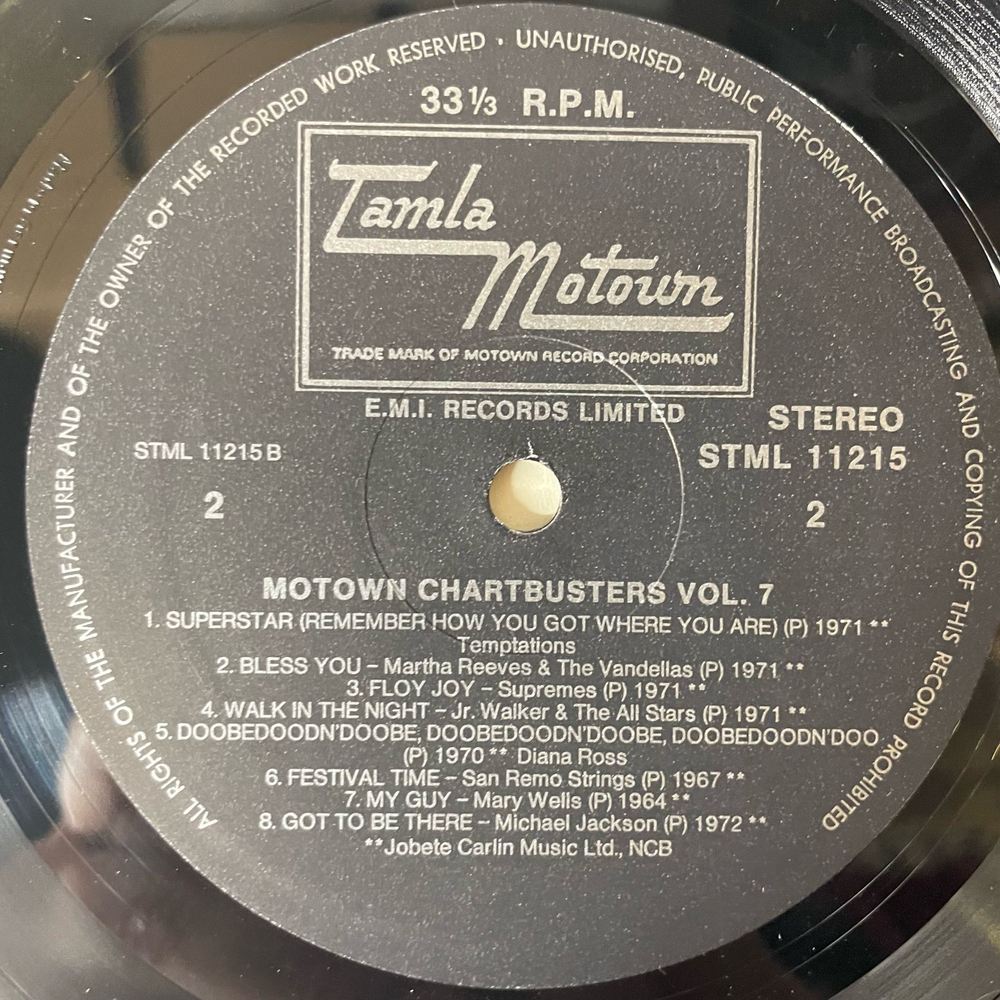 ALL RIGHTS OF THE MANUFACTURER AND OF THE OWNER OF THE RECORDED WORK RESERVED · UNAUTHORISED, PUBLIC PERFORMANCE BROADCASTING AND COPYING OF THIS RECORD PROHIBITED
33⅓ R.P.M.
Tamla
Motown
TRADE MARK OF MOTOWN RECORD CORPORATION
E.M.I. RECORDS LIMITED
STEREO
STML 11215B
STML 11215
2
2
MOTOWN CHARTBUSTERS VOL. 7
1. SUPERSTAR (REMEMBER HOW YOU GOT WHERE YOU ARE) (P) 1971 **
Temptations
2. BLESS YOU – Martha Reeves & The Vandellas (P) 1971 **
3. FLOY JOY – Supremes (P) 1971 **
4. WALK IN THE NIGHT – Jr. Walker & The All Stars (P) 1971 **
5. DOOBEDOODN'DOOBE, DOOBEDOODN'DOOBE, DOOBEDOODN'DOO
(P) 1970 ** Diana Ross
6. FESTIVAL TIME – San Remo Strings (P) 1967 **
7. MY GUY – Mary Wells (P) 1964 **
8. GOT TO BE THERE – Michael Jackson (P) 1972 **
**Jobete Carlin Music Ltd., NCB